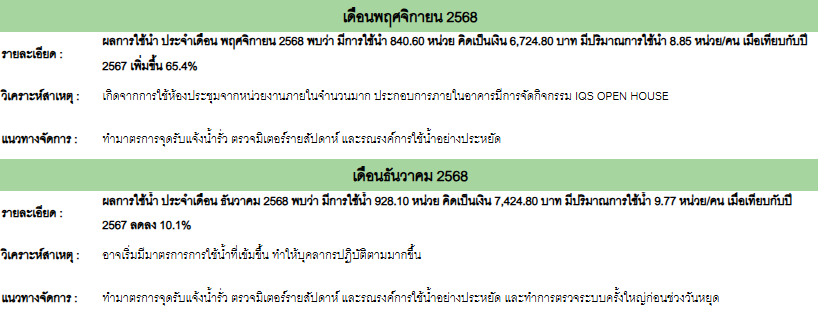 เดือนพฤศจิกายน 2568
รายละเอียด : ผลการใช้น้ำ ประจำเดือน พฤศจิกายน 2568 พบว่า มีการใช้น้ำ 840.60 หน่วย คิดเป็นเงิน 6,724.80 บาท มีปริมาณการใช้น้ำ 8.85 หน่วย/คน เมื่อเทียบกับปี
2567 เพิ่มขึ้น 65.4%
วิเคราะห์สาเหตุ : เกิดจากการใช้ห้องประชุมจากหน่วยงานภายในจำนวนมาก ประกอบการภายในอาคารมีการจัดกิจกรรม IQS OPEN HOUSE
แนวทางจัดการ : ทำมาตรการจุดรับแจ้งน้ำรั่ว ตรวจมิเตอร์รายสัปดาห์ และรณรงค์การใช้น้ำอย่างประหยัด
เดือนธันวาคม 2568
รายละเอียด : ผลการใช้น้ำ ประจำเดือน ธันวาคม 2568 พบว่า มีการใช้น้ำ 928.10 หน่วย คิดเป็นเงิน 7,424.80 บาท มีปริมาณการใช้น้ำ 9.77 หน่วย/คน เมื่อเทียบกับปี
2567 ลดลง 10.1%
วิเคราะห์สาเหตุ : อาจเริ่มมีมาตรการการใช้น้ำที่เข้มขึ้น ทำให้บุคลากรปฏิบัติตามมากขึ้น
แนวทางจัดการ : ทำมาตรการจุดรับแจ้งน้ำรั่ว ตรวจมิเตอร์รายสัปดาห์ และรณรงค์การใช้น้ำอย่างประหยัด และทำการตรวจระบบครั้งใหญ่ก่อนช่วงวันหยุด